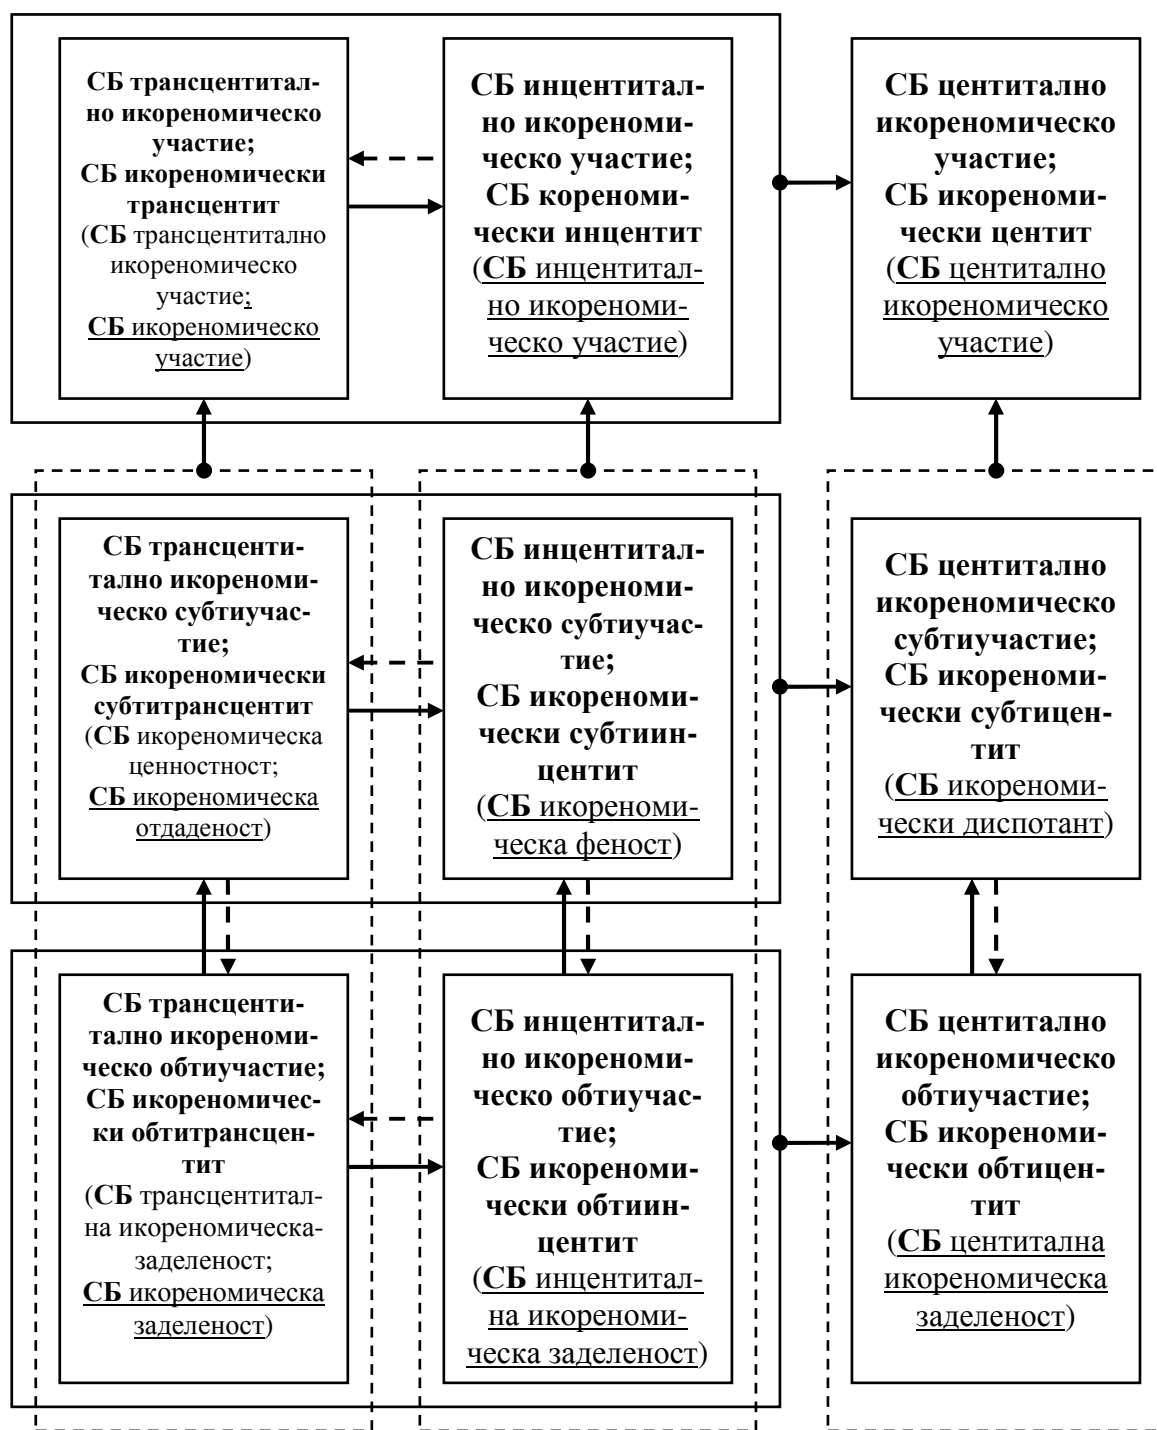 СБ трансцентитал-
но икореномическо
участие;
СБ икореномически
трансцентит
(СБ трансцентитално
икореномическо
участие;
СБ икореномическо
участие)
СБ инцентитал-
но икореноми-
ческо участие;
СБ кореноми-
чески инцентит
(СБ инцентитал-
но икореноми-
ческо участие)
СБ центитално
икореномическо
участие;
СБ икореноми-
чески центит
(СБ центитално
икореномическо
участие)
СБ трансценти-
тално икореноми-
ческо субтиучас-
тие;
СБ икореномически
субтитрансцентит
(СБ икореномическа
ценностност;
СБ икореномическа
отдаденост)
СБ инцентитал-
но икореноми-
ческо субтиучас-
тие;
СБ икореноми-
чески субтиин-
центит
(СБ икореноми-
ческа феност)
СБ центитално
икореномическо
субтиучастие;
СБ икореноми-
чески субтицен-
тит
(СБ икореноми-
чески диспотант)
СБ трансценти-
тално икореноми-
ческо обтиучастие;
СБ икореномичес-
ки обтитрансцен-
тит
(СБ трансцентитал-
на икореномическа-
заделеност;
СБ икореномическа
заделеност)
СБ инцентитал-
но икореноми-
ческо обтиучас-
тие;
СБ икореноми-
чески обтиин-
центит
(СБ инцентитал-
на икореноми-
ческа заделеност)
СБ центитално
икореномическо
обтиучастие;
СБ икореноми-
чески обтицен-
тит
(СБ центитална
икореномическа
заделеност)